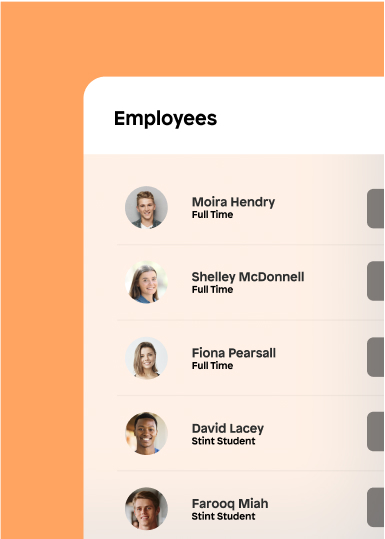 Employees
Moira Hendry
Full Time
Shelley McDonnell
Full Time
Fiona Pearsall
Full Time
David Lacey
Stint Student
Farooq Miah
Stint Student